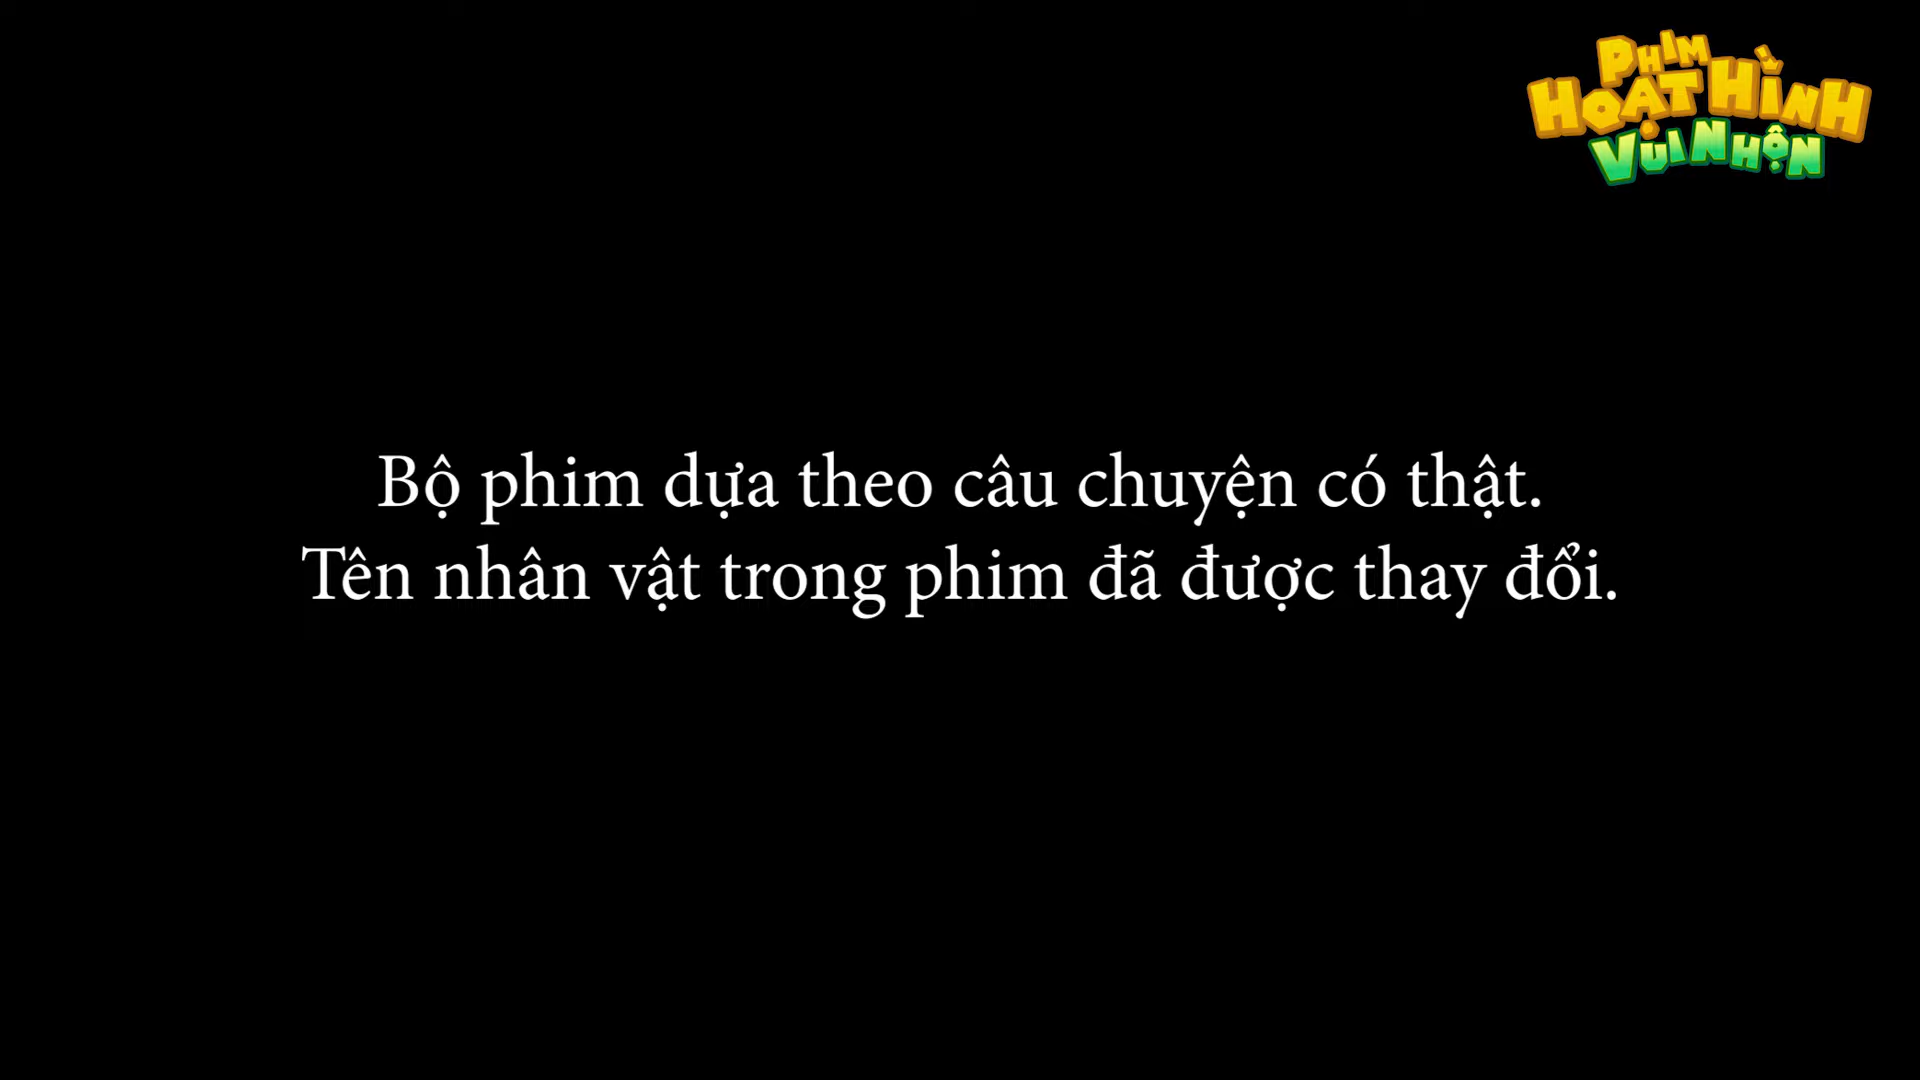 PHIM
HOẠT HÌNH
VUI NHỘN
Bộ phim dựa theo câu chuyện có thật.
Tên nhân vật trong phim đã được thay đổi.